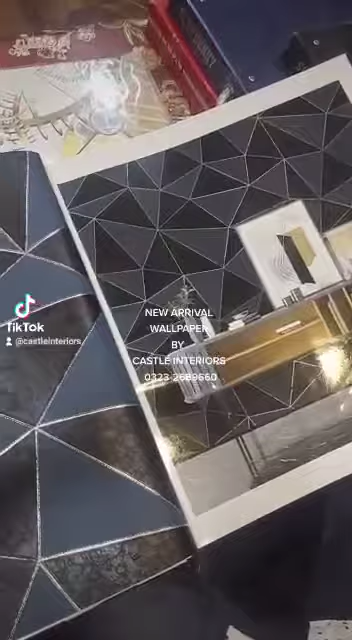 TikTok
@castleinteriors
NEW ARRIVAL
WALLPAPER
BY
CASTLE INTERIORS
0323-2689660